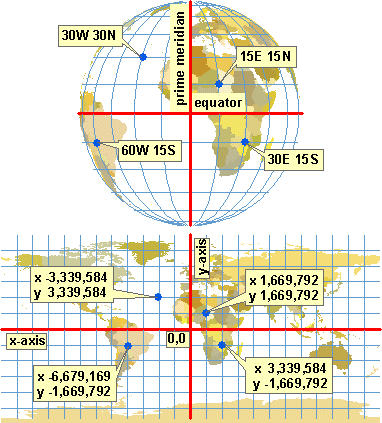 30W 30N
prime meridian
15E 15N
equator
60W 15S
30E 15S
y-axis
x -3,339,584
y 3,339,584
x 1,669,792
y 1,669,792
x-axis
0,0
x -6,679,169
y -1,669,792
x 3,339,584
y -1,669,792